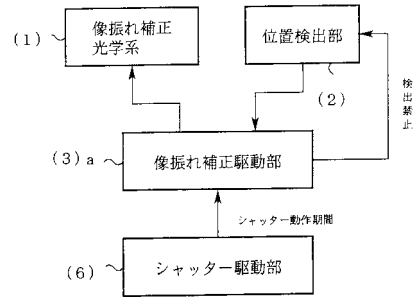 (1)
像振れ補正
光学系
位置検出部
(2)
検出禁止
(3)a
像振れ補正駆動部
シャッター動作期間
(6)
シャッター駆動部